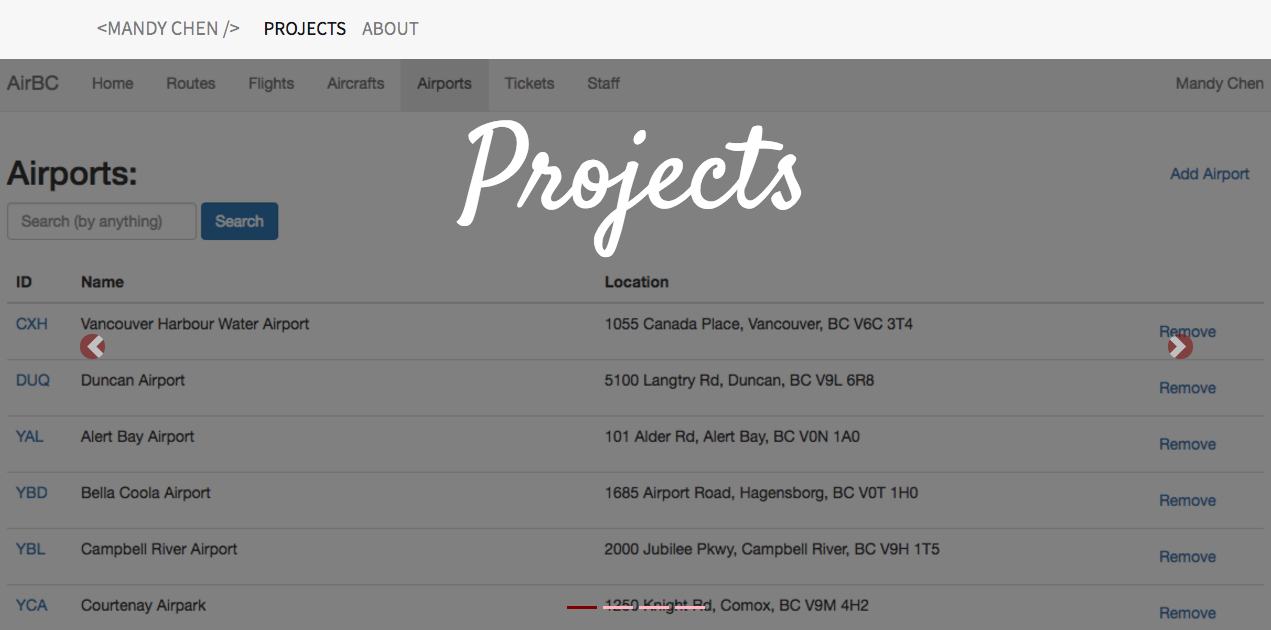 <MANDY CHEN /> PROJECTS ABOUT
AirBC Home Routes Flights Aircrafts Airports Tickets Staff Mandy Chen
Projects
Airports:
Add Airport
Search (by anything) Search
ID Name Location
CXH Vancouver Harbour Water Airport 1055 Canada Place, Vancouver, BC V6C 3T4 Remove
DUQ Duncan Airport 5100 Langtry Rd, Duncan, BC V9L 6R8 Remove
YAL Alert Bay Airport 101 Alder Rd, Alert Bay, BC V0N 1A0 Remove
YBD Bella Coola Airport 1685 Airport Road, Hagensborg, BC V0T 1H0 Remove
YBL Campbell River Airport 2000 Jubilee Pkwy, Campbell River, BC V9H 1T5 Remove
YCA Courtenay Airpark 1250 Knight Rd, Comox, BC V9M 4H2 Remove